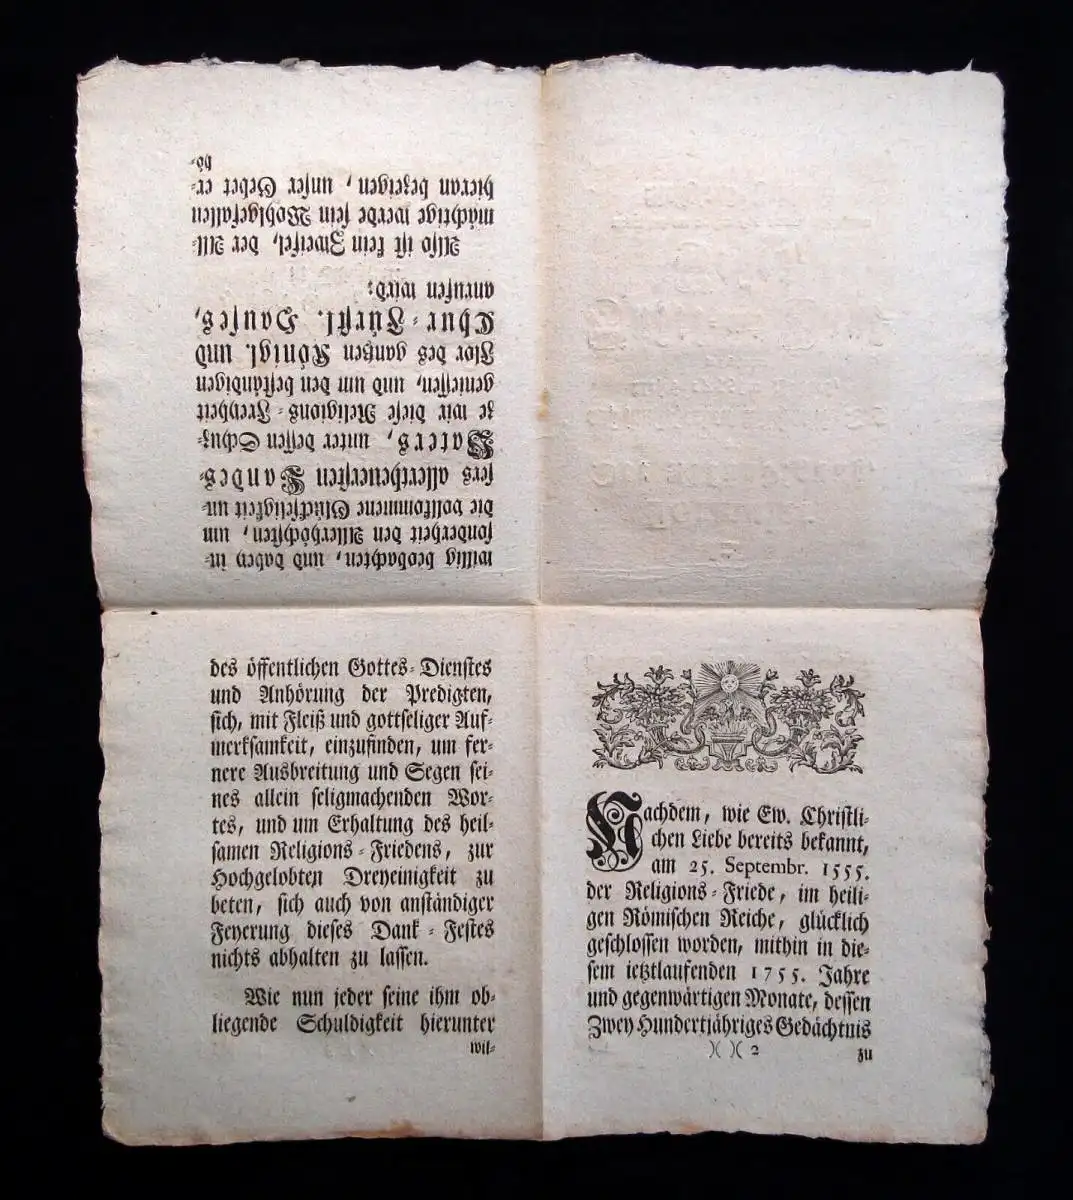 Nachdem, wie Ew. Christli-
chen Liebe bereits bekannt,
am 25. Septembr. 1555.
der Religions-Friede, im heili-
gen Römischen Reiche, glücklich
geschlossen worden, mithin in die-
sem ietztlaufenden 1755. Jahre
und gegenwärtigen Monate, dessen
Zwey Hundertjähriges Gedächtnis
)( )( 2 zu
des öffentlichen Gottes-Dienstes
und Anhörung der Predigten,
sich, mit Fleiß und gottseliger Auf-
merksamkeit, einzufinden, um fer-
nere Ausbreitung und Segen sei-
nes allein seligmachenden Wor-
tes, und um Erhaltung des heil-
samen Religions-Friedens, zur
Hochgelobten Dreyeinigkeit zu
beten, sich auch von anständiger
Feyerung dieses Dank-Festes
nichts abhalten zu lassen.
Wie nun jeder seine ihm ob-
liegende Schuldigkeit hierunter
wil-
willig beobachten, und dabey in-
sonderheit den Allerhöchsten, um
die vollkommene Glückseligkeit un-
sers allertheuersten Landes-
Vaters, unter dessen Schut-
ze wir diese Religions-Freyheit
geniessen, und um den beständigen
Flor des gantzen Königl. und
Chur-Fürstl. Hauses,
anrufen wird:
Also ist kein Zweifel, der All-
mächtige werde sein Wohlgefallen
hieran bezeigen, unser Gebet er-
hö-